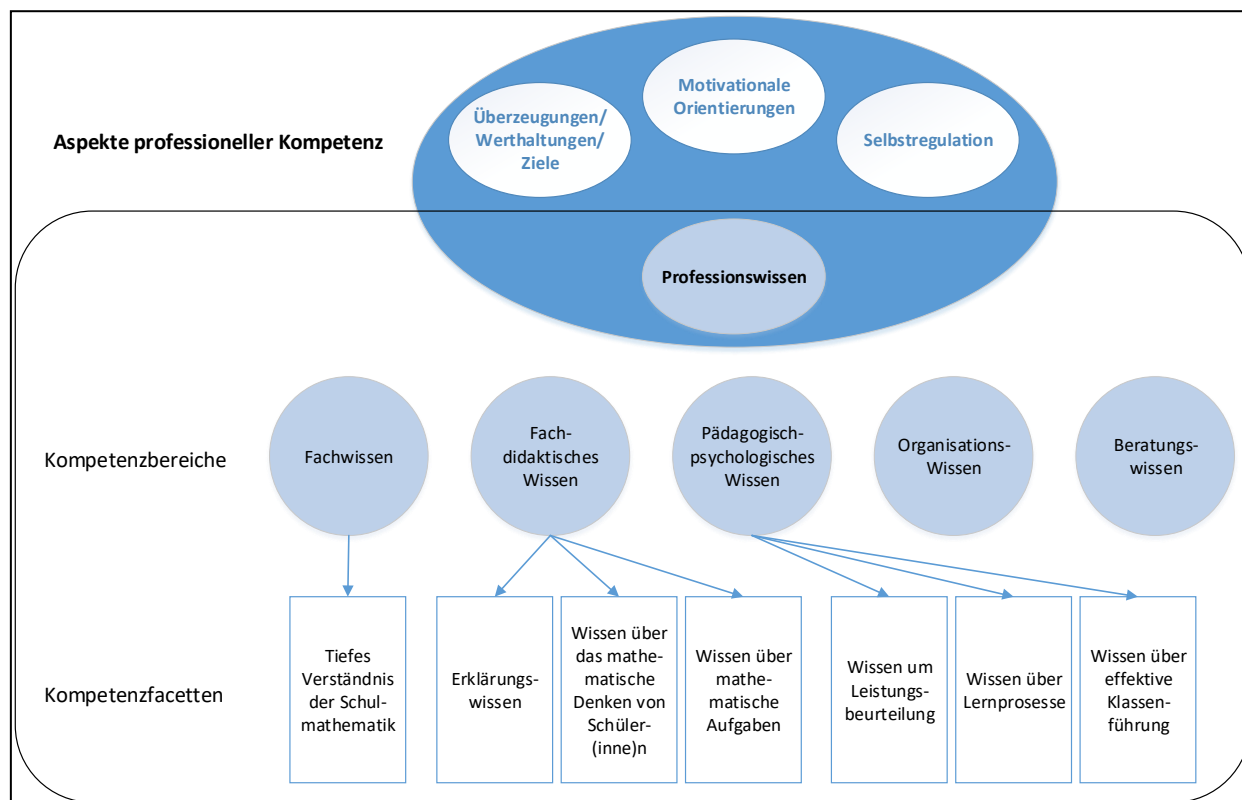 Motivationale
Orientierungen
Überzeugungen/
Werthaltungen/
Ziele
Selbstregulation
Aspekte professioneller Kompetenz
Professionswissen
Kompetenzbereiche
Fachwissen
Fach-
didaktisches
Wissen
Pädagogisch-
psychologisches
Wissen
Organisations-
Wissen
Beratungs-
wissen
Kompetenzfacetten
Tiefes
Verständnis
der Schul-
mathematik
Erklärungs-
wissen
Wissen über
das mathe-
matische
Denken von
Schüler-
(inne)n
Wissen über
mathe-
matische
Aufgaben
Wissen um
Leistungs-
beurteilung
Wissen über
Lernprosesse
Wissen über
effektive
Klassen-
führung